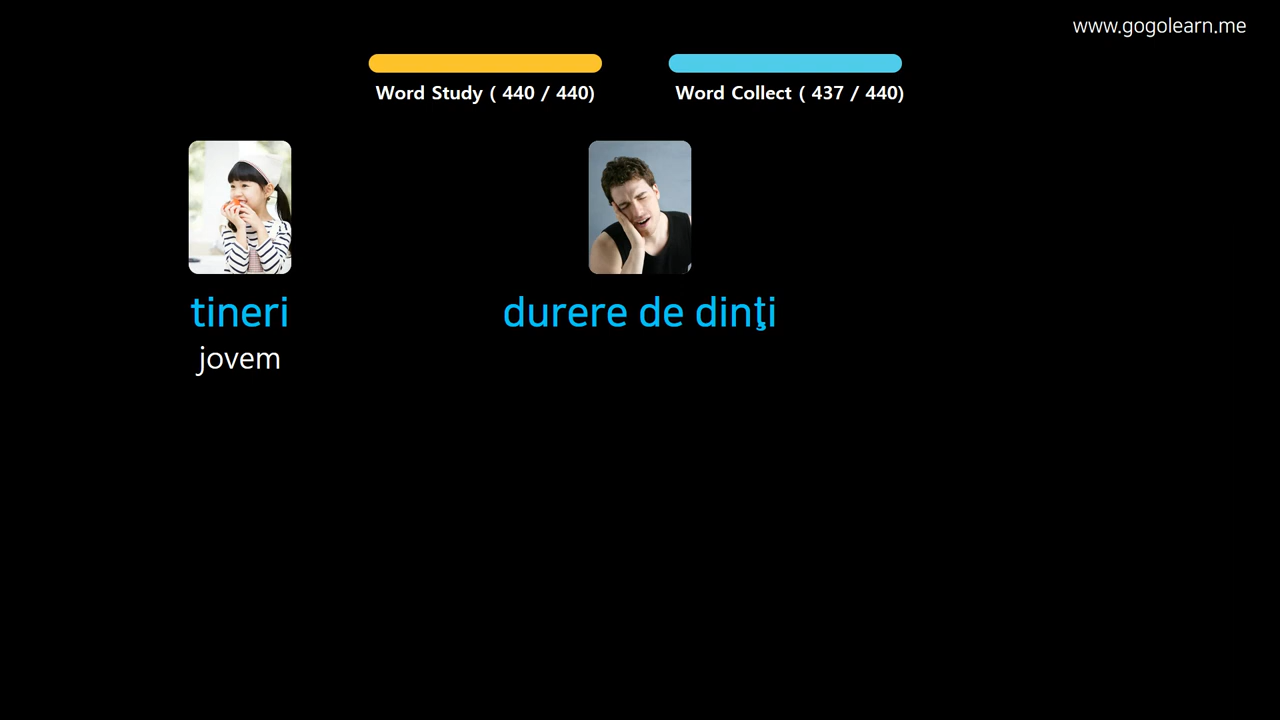 www.gogolearn.me
Word Study ( 440 / 440)
Word Collect ( 437 / 440)
tineri
jovem
durere de dinţi